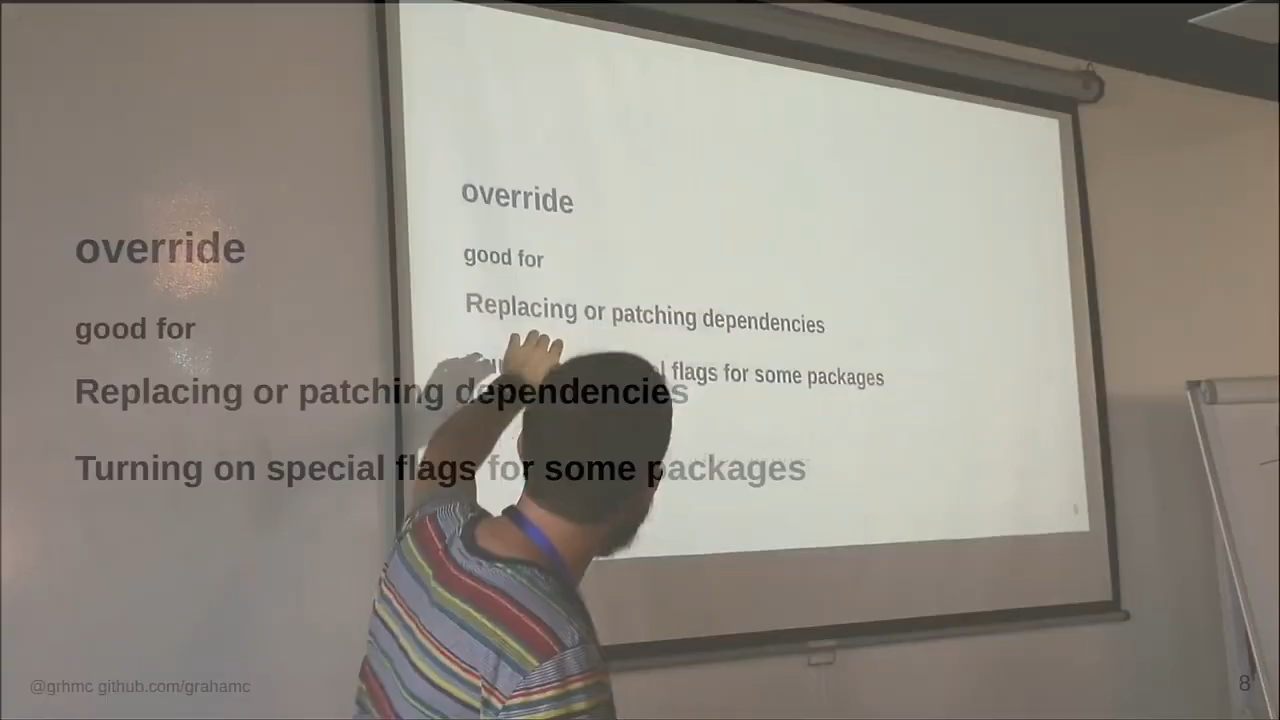 override
good for
Replacing or patching dependencies
flags for some packages
override
good for
Replacing or patching dependencies
Turning on special flags for some packages
@grhmc github.com/grahamc
8